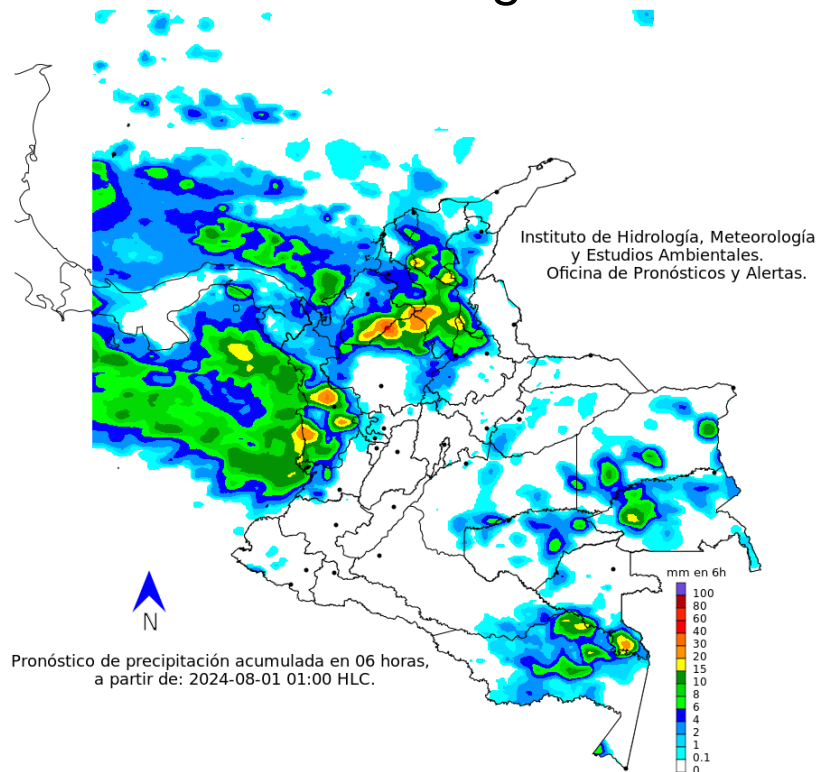 g
Instituto de Hidrología, Meteorología
y Estudios Ambientales.
Oficina de Pronósticos y Alertas.
N
Pronóstico de precipitación acumulada en 06 horas,
a partir de: 2024-08-01 01:00 HLC.
mm en 6h
100
80
60
40
30
20
15
10
8
6
4
2
1
0.1
0